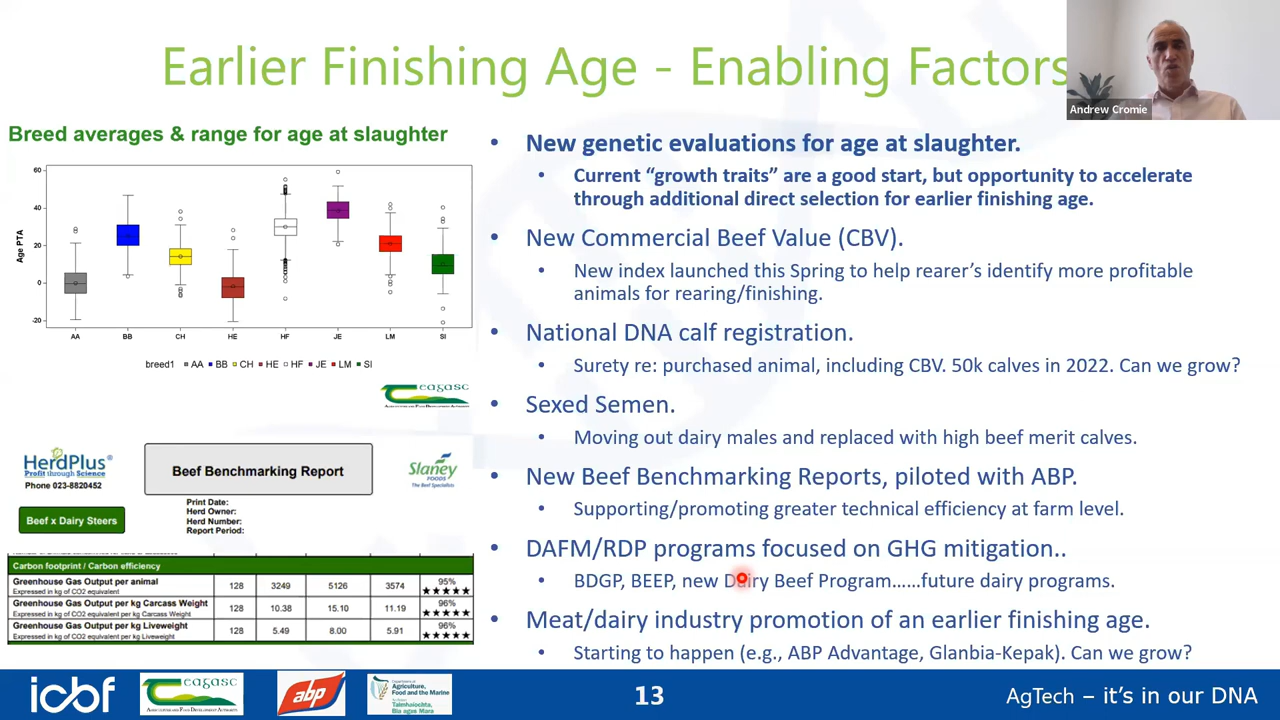 Earlier Finishing Age - Enabling Factors
Andrew Cromie
Breed averages & range for age at slaughter
60
40
20
0
-20
Age PTA
AA BB CH HE HF JE LM SI
breed1 AA BB CH HE HF JE LM SI
eagasc
AGRICULTURE AND FOOD DEVELOPMENT AUTHORITY
HerdPlus®
Profit through Science
Phone 023-8820452
Beef Benchmarking Report
Slaney
FOODS
The Beef Specialists
Print Date:
Herd Owner:
Herd Number:
Report Period:
Beef x Dairy Steers
Carbon footprint / Carbon efficiency
Greenhouse Gas Output per animal 128 3249 5126 3574 95%
Expressed in kg of CO2 equivalent ★★★★★
Greenhouse Gas Output per kg Carcass Weight 128 10.38 15.10 11.19 96%
Expressed in kg of CO2 equivalent per kg Carcass Weight ★★★★★
Greenhouse Gas Output per kg Liveweight 128 5.49 8.00 5.91 96%
Expressed in kg of CO2 equivalent per kg Liveweight ★★★★★
• New genetic evaluations for age at slaughter.
• Current “growth traits” are a good start, but opportunity to accelerate
through additional direct selection for earlier finishing age.
• New Commercial Beef Value (CBV).
• New index launched this Spring to help rearer’s identify more profitable
animals for rearing/finishing.
• National DNA calf registration.
• Surety re: purchased animal, including CBV. 50k calves in 2022. Can we grow?
• Sexed Semen.
• Moving out dairy males and replaced with high beef merit calves.
• New Beef Benchmarking Reports, piloted with ABP.
• Supporting/promoting greater technical efficiency at farm level.
• DAFM/RDP programs focused on GHG mitigation..
• BDGP, BEEP, new Dairy Beef Program......future dairy programs.
• Meat/dairy industry promotion of an earlier finishing age.
• Starting to happen (e.g., ABP Advantage, Glanbia-Kepak). Can we grow?
icbf
eagasc
AGRICULTURE AND FOOD DEVELOPMENT AUTHORITY
abp
Department of
Agriculture,
Food and the Marine
An Roinn
Talmhaíochta,
Bia agus Mara
13
AgTech – it’s in our DNA